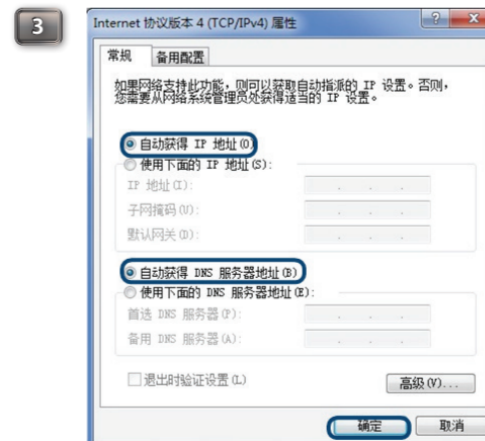 3
Internet 协议版本 4 (TCP/IPv4) 属性
常规 备用配置
如果网络支持此功能，则可以获取自动指派的 IP 设置。否则，
您需要从网络系统管理员处获得适当的 IP 设置。
自动获得 IP 地址(O)
使用下面的 IP 地址(S):
IP 地址(I):
子网掩码(U):
默认网关(D):
自动获得 DNS 服务器地址(B)
使用下面的 DNS 服务器地址(E):
首选 DNS 服务器(P):
备用 DNS 服务器(A):
退出时验证设置(L)
高级(V)...
确定 取消